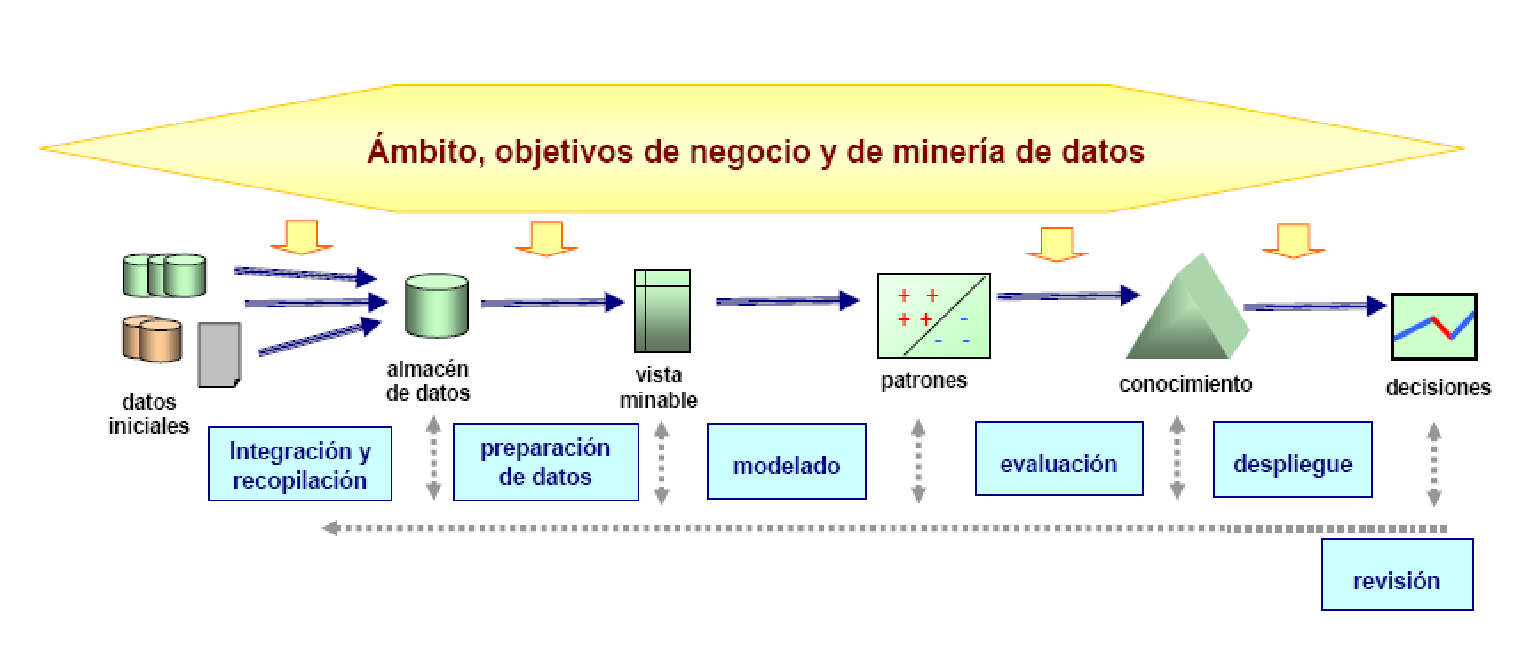 Ámbito, objetivos de negocio y de minería de datos
datos
iniciales
almacén
de datos
vista
minable
patrones
conocimiento
decisiones
Integración y
recopilación
preparación
de datos
modelado
evaluación
despliegue
revisión